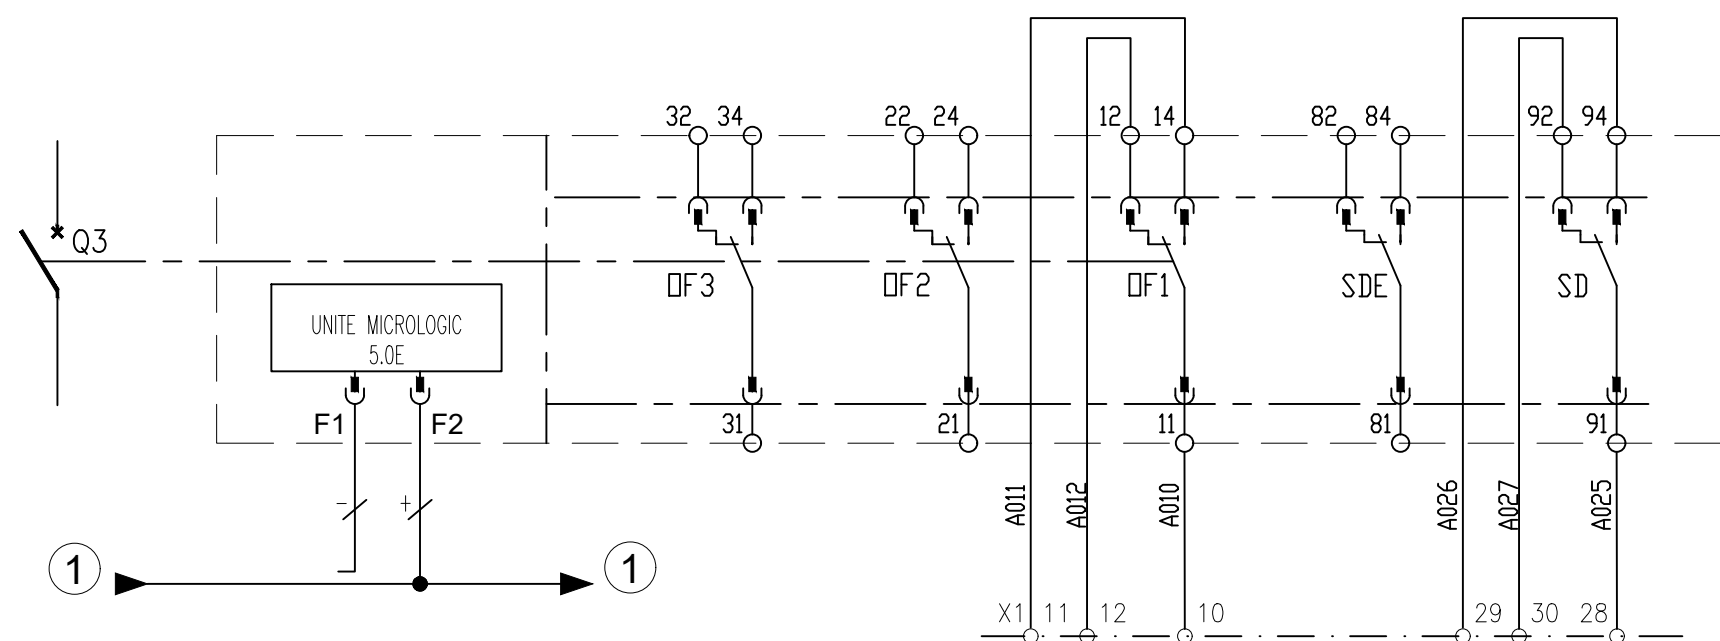 32 34 22 24 12 14 82 84 92 94
Q3
OF3 OF2 OF1 SDE SD
UNITE MICROLOGIC
5.0E
F1 F2 31 21 11 81 91
- +
A011 A012 A010 A026 A027 A025
1 1
X1 11 12 10 29 30 28